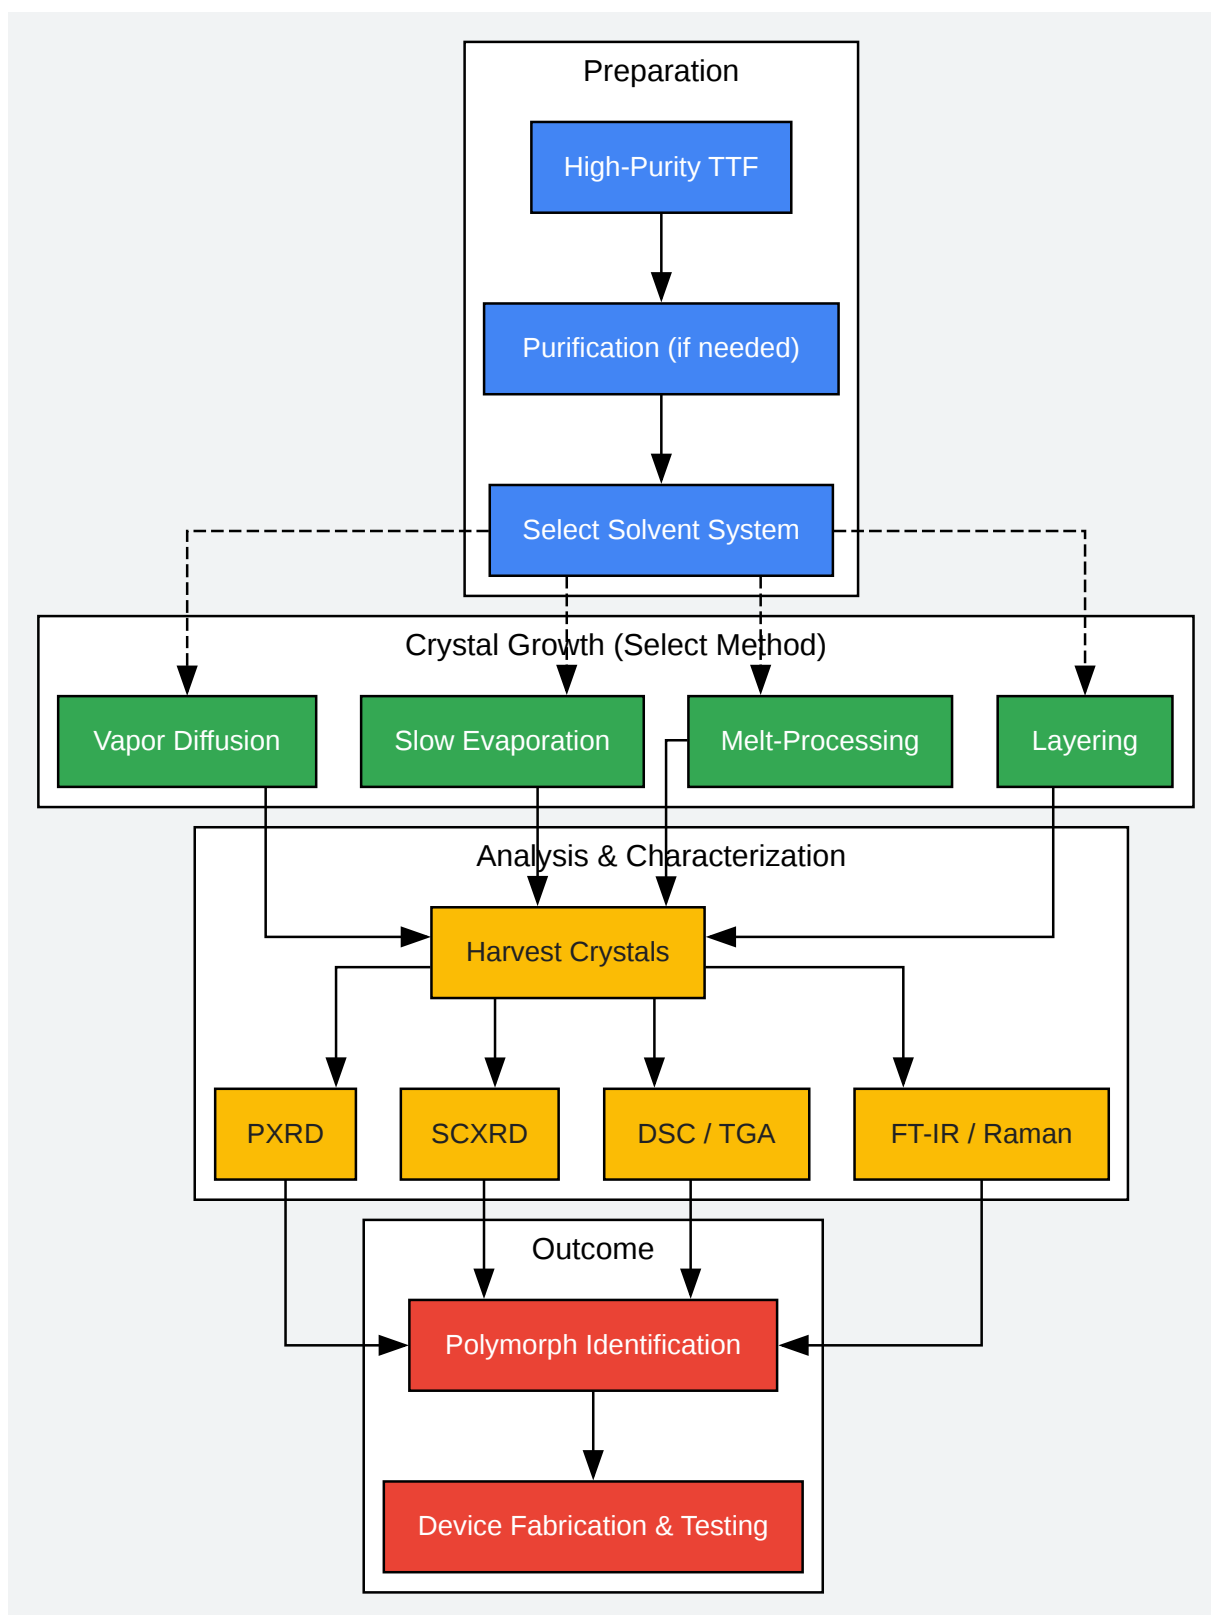 Preparation
High-Purity TTF
Purification (if needed)
Select Solvent System
Crystal Growth (Select Method)
Vapor Diffusion
Slow Evaporation
Melt-Processing
Layering
Analysis & Characterization
Harvest Crystals
PXRD
SCXRD
DSC / TGA
FT-IR / Raman
Outcome
Polymorph Identification
Device Fabrication & Testing